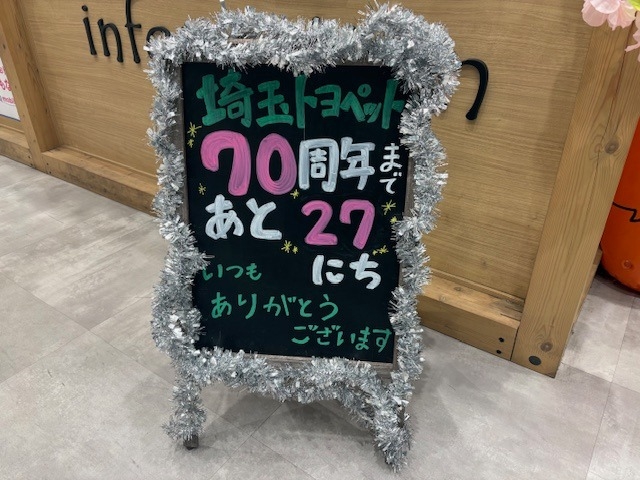 埼玉トヨペット
70周年まで
あと27
にち
いつも
ありがとう
ございます